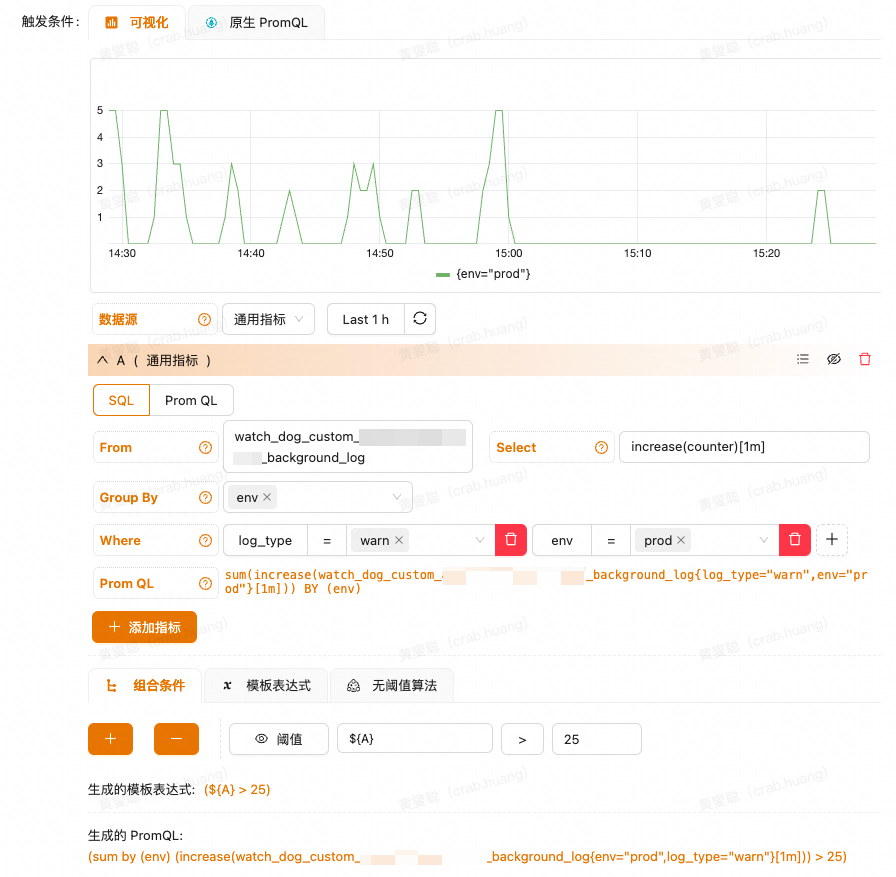 触发条件： 可视化 原生 PromQL
5
4
3
2
1
14:30 14:40 14:50 15:00 15:10 15:20
{env="prod"}
数据源 通用指标 Last 1 h
A （ 通用指标 ）
SQL Prom QL
From watch_dog_custom_ Select increase(counter)[1m]
_background_log
Group By env
Where log_type = warn env = prod
Prom QL sum(increase(watch_dog_custom_ _background_log{log_type="warn",env="pr
od"}[1m])) BY (env)
添加指标
组合条件 x 模板表达式 无阈值算法
阈值 ${A} > 25
生成的模板表达式: (${A} > 25)
生成的 PromQL:
(sum by (env) (increase(watch_dog_custom_ _background_log{env="prod",log_type="warn"}[1m])) > 25)